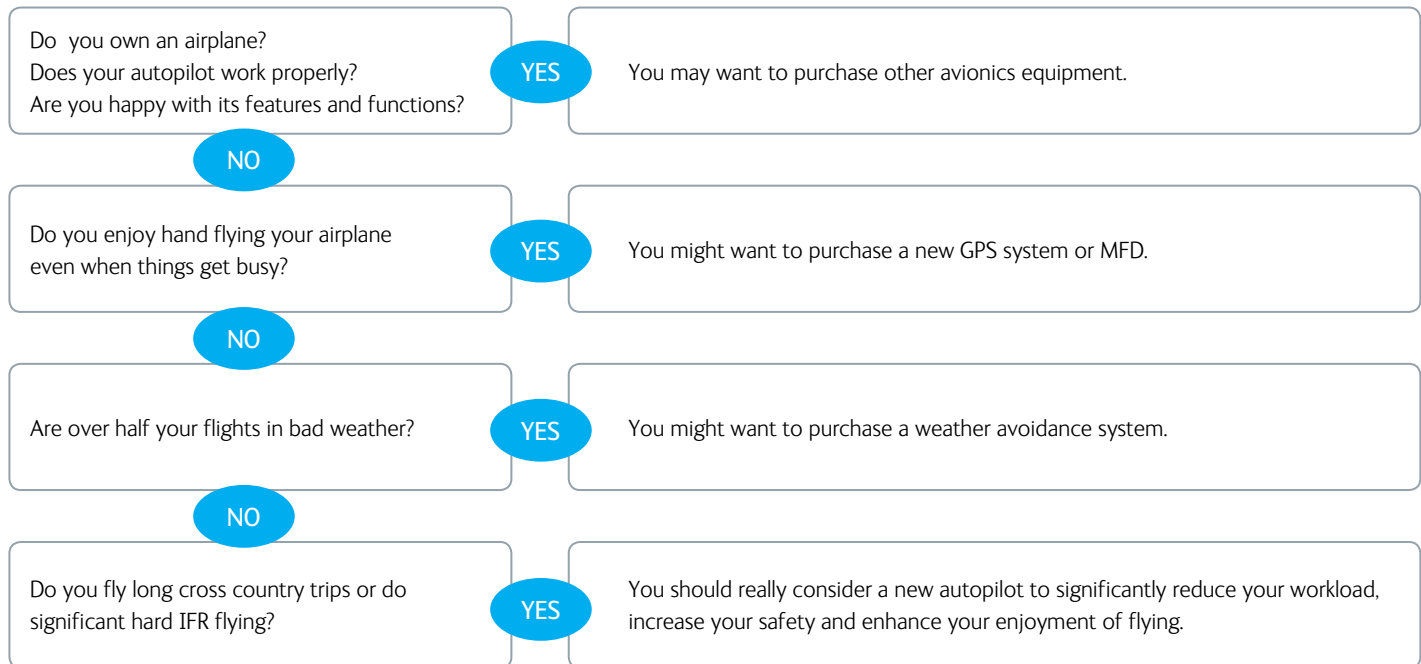 Do  you own an airplane?
Does your autopilot work properly?
Are you happy with its features and functions?
YES
You may want to purchase other avionics equipment.
NO
Do you enjoy hand flying your airplane
even when things get busy?
YES
You might want to purchase a new GPS system or MFD.
NO
Are over half your flights in bad weather?
YES
You might want to purchase a weather avoidance system.
NO
Do you fly long cross country trips or do
significant hard IFR flying?
YES
You should really consider a new autopilot to significantly reduce your workload,
increase your safety and enhance your enjoyment of flying.